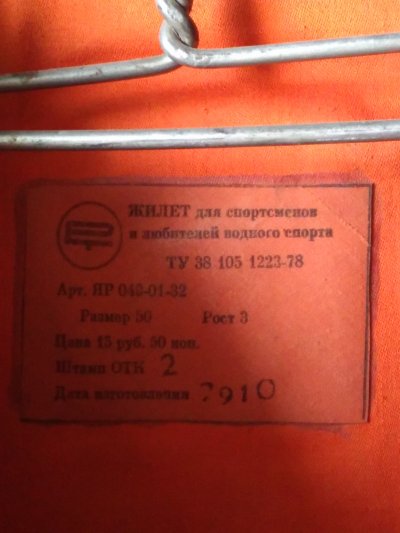 ЖИЛЕТ для спортсменов
и любителей водного спорта
ТУ 38 105 1223-78
Арт. ЯР 040-01-32
Размер 50 Рост 3
Цена 15 руб. 50 коп.
Штамп ОТК 2
Дата изготовления 7910